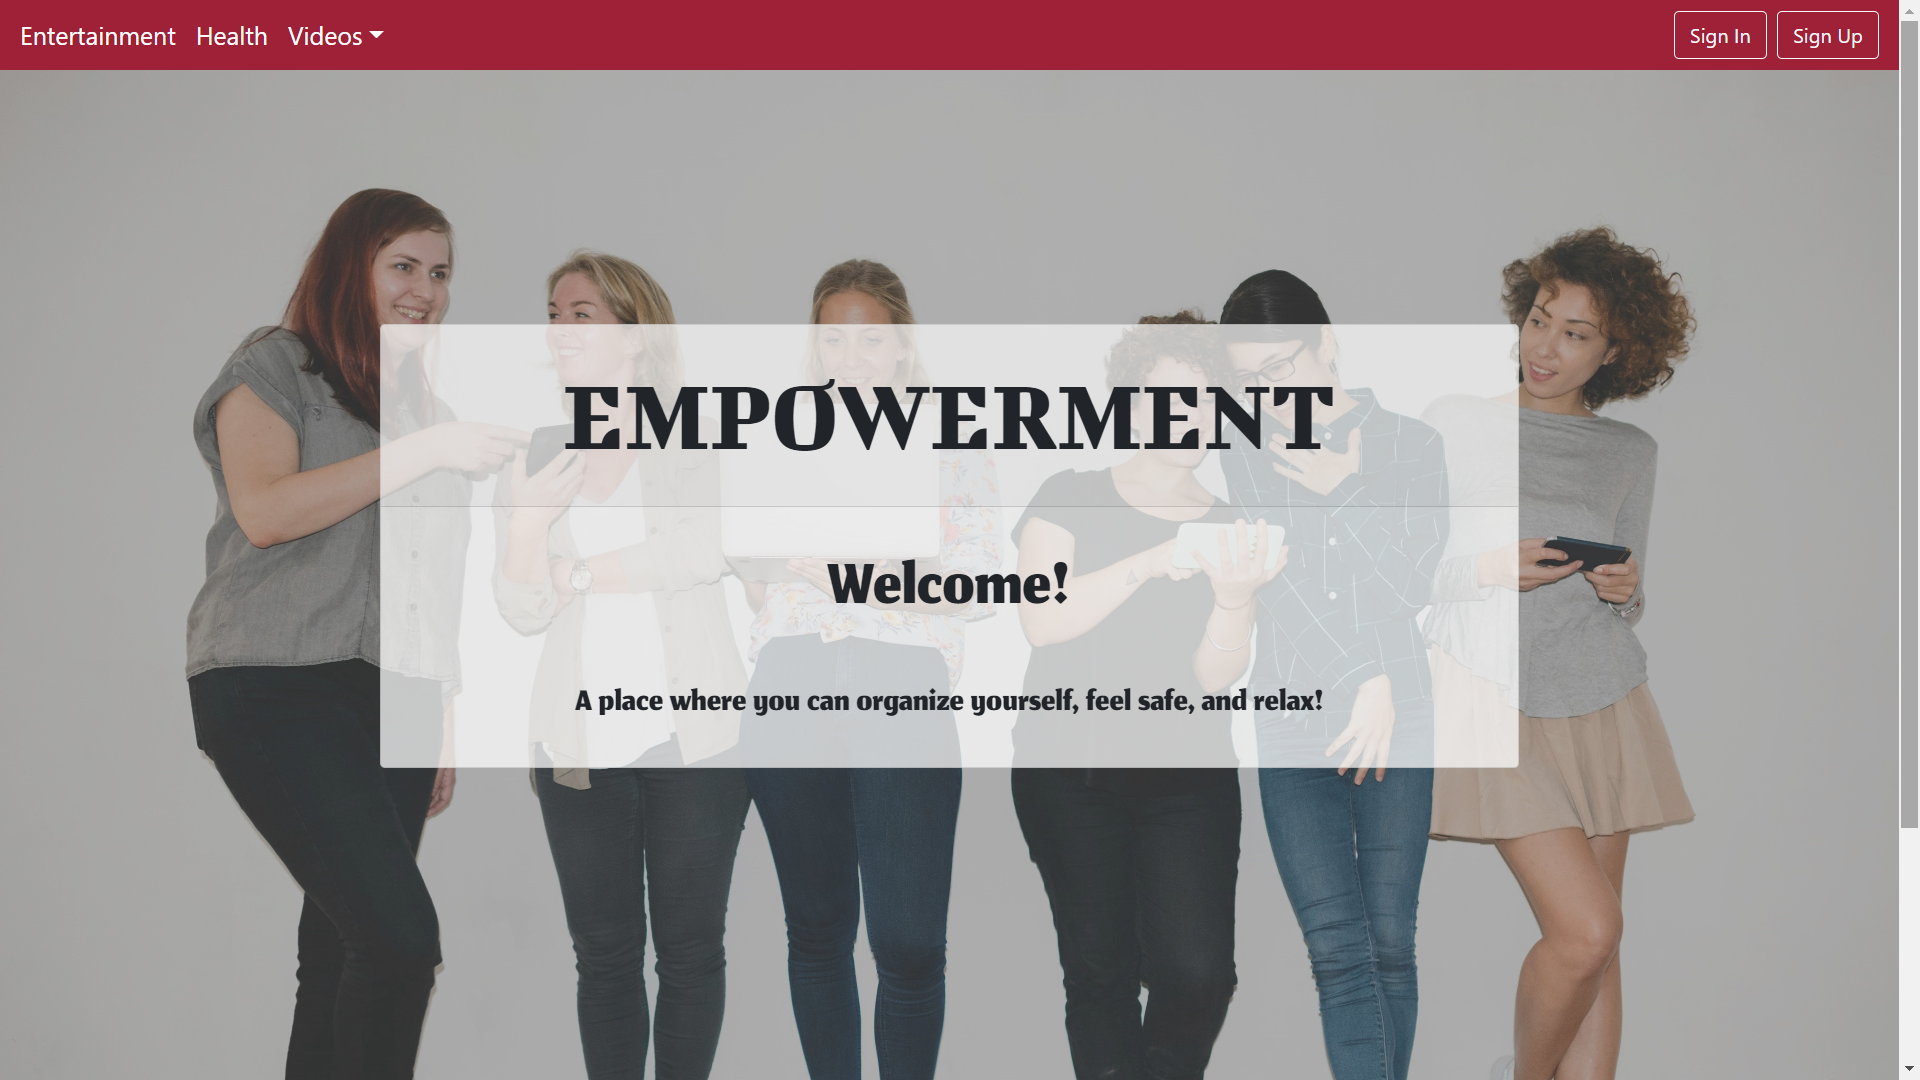 Entertainment Health Videos Sign In Sign Up
EMPOWERMENT
Welcome!
A place where you can organize yourself, feel safe, and relax!